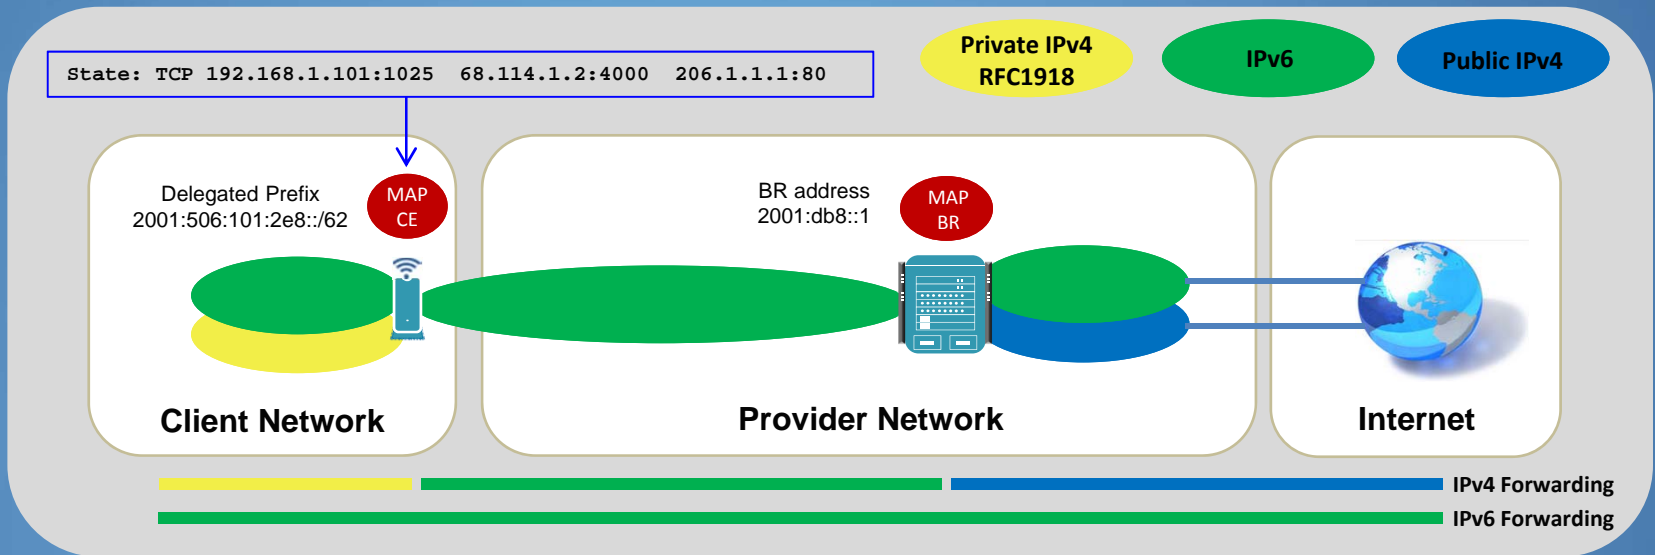 State: TCP 192.168.1.101:1025 68.114.1.2:4000 206.1.1.1:80
Private IPv4
RFC1918
IPv6
Public IPv4
Delegated Prefix
2001:506:101:2e8::/62
MAP
CE
BR address
2001:db8::1
MAP
BR
Client Network
Provider Network
Internet
IPv4 Forwarding
IPv6 Forwarding